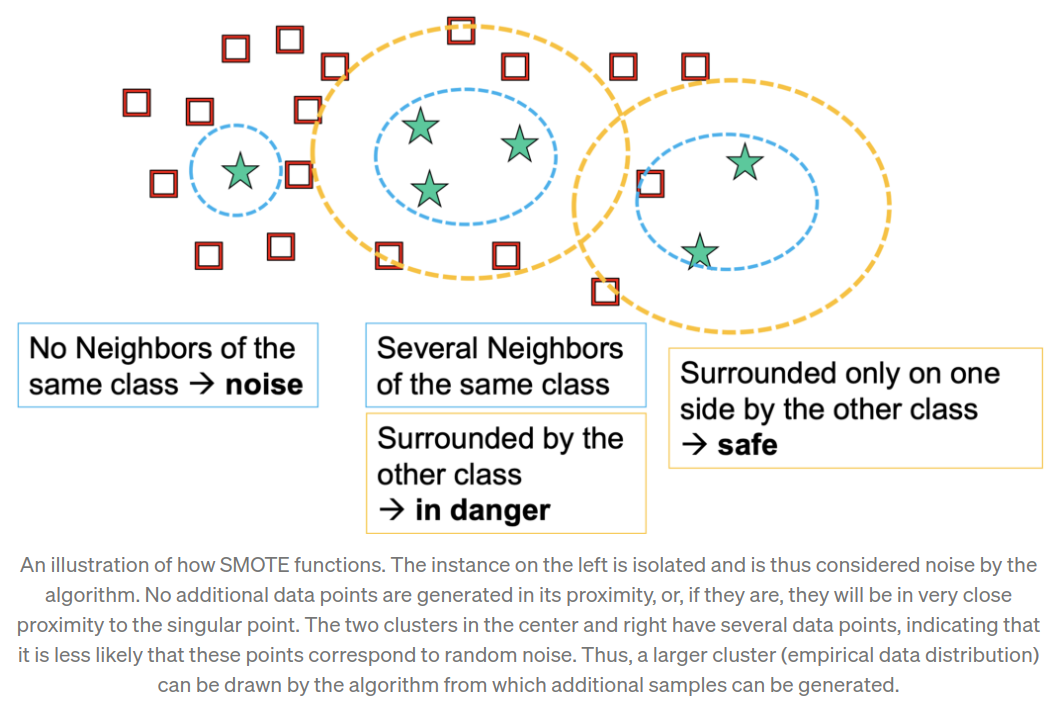 No Neighbors of the
same class → noise
Several Neighbors
of the same class
Surrounded by the
other class
→ in danger
Surrounded only on one
side by the other class
→ safe
An illustration of how SMOTE functions. The instance on the left is isolated and is thus considered noise by the
algorithm. No additional data points are generated in its proximity, or, if they are, they will be in very close
proximity to the singular point. The two clusters in the center and right have several data points, indicating that
it is less likely that these points correspond to random noise. Thus, a larger cluster (empirical data distribution)
can be drawn by the algorithm from which additional samples can be generated.